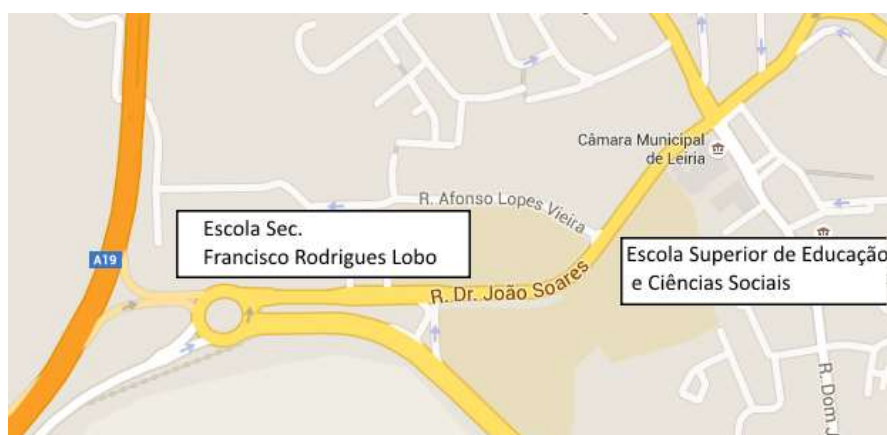 Câmara Municipal
de Leiria
R. Afonso Lopes Vieira
Escola Sec.
Francisco Rodrigues Lobo
Escola Superior de Educação
e Ciências Sociais
A19
R. Dr. João Soares
R. Dom J